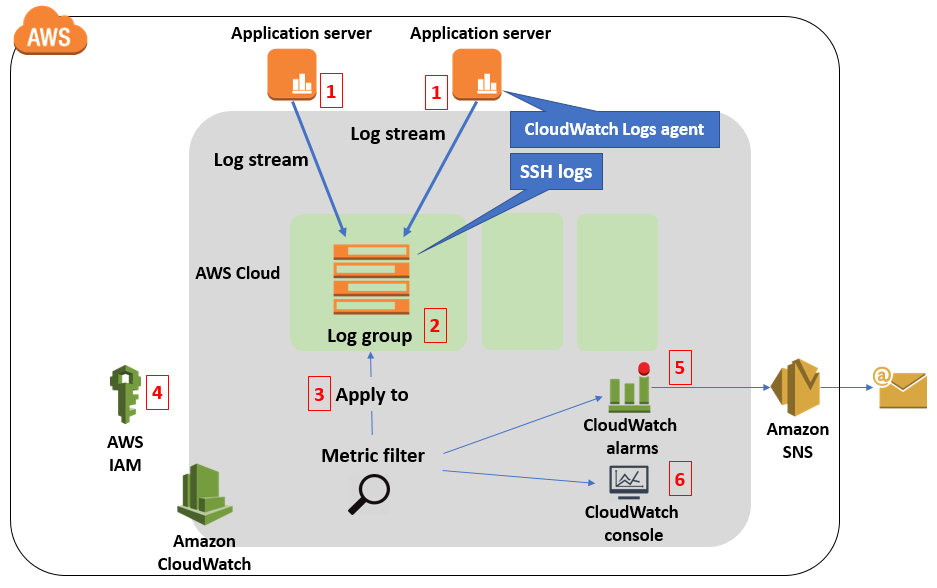 AWS
Application server
Application server
1
1
CloudWatch Logs agent
Log stream
Log stream
SSH logs
AWS Cloud
2
Log group
5
4
3
Apply to
@
CloudWatch
alarms
Amazon
SNS
AWS
IAM
Metric filter
6
CloudWatch
console
Amazon
CloudWatch